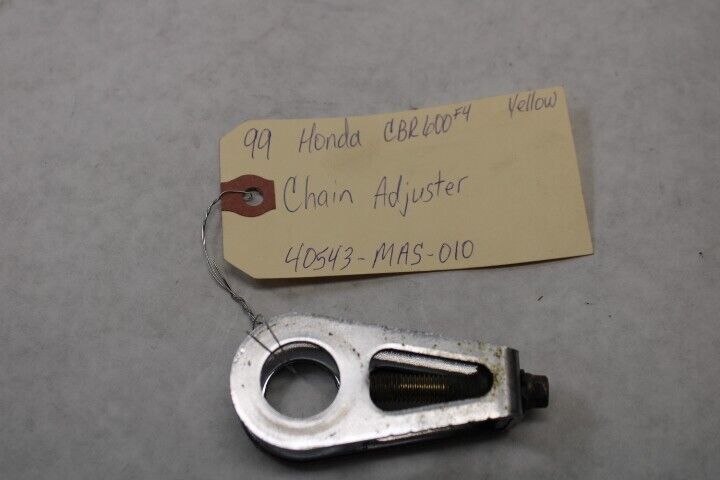 99 Honda CBR600F4 Yellow
Chain Adjuster
40543-MAS-010